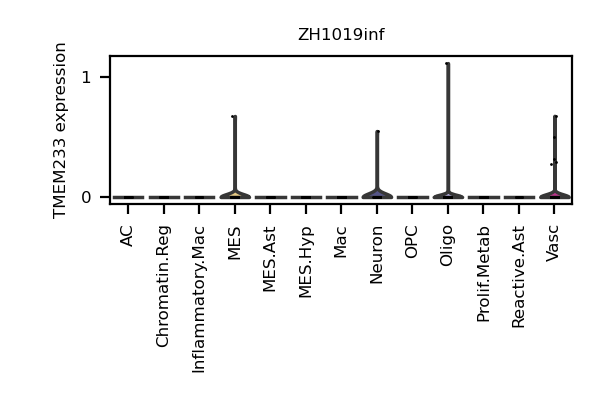 ZH1019inf
TMEM233 expression
1
0
AC
Chromatin.Reg
Inflammatory.Mac
MES
MES.Ast
MES.Hyp
Mac
Neuron
OPC
Oligo
Prolif.Metab
Reactive.Ast
Vasc